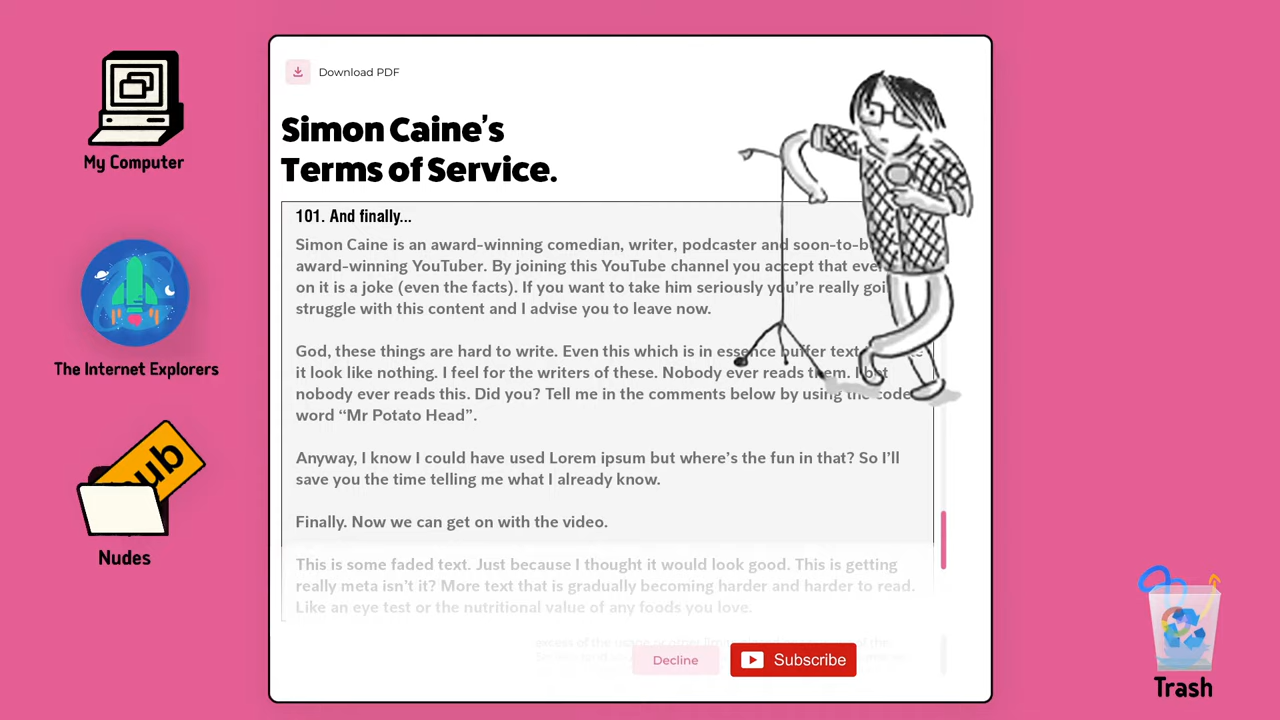 Download PDF
Simon Caine's
Terms of Service.
101. And finally...
Simon Caine is an award-winning comedian, writer, podcaster and soon-to-b
award-winning YouTuber. By joining this YouTube channel you accept that eve
on it is a joke (even the facts). If you want to take him seriously you're really goi
struggle with this content and I advise you to leave now.
God, these things are hard to write. Even this which is in essence buffer text
it look like nothing. I feel for the writers of these. Nobody ever reads them. I bet
nobody ever reads this. Did you? Tell me in the comments below by using the code
word “Mr Potato Head”.
Anyway, I know I could have used Lorem ipsum but where's the fun in that? So I'll
save you the time telling me what I already know.
Finally. Now we can get on with the video.
This is some faded text. Just because I thought it would look good. This is getting
really meta isn't it? More text that is gradually becoming harder and harder to read.
Like an eye test or the nutritional value of any foods you love.
Decline
Subscribe
My Computer
The Internet Explorers
hub
Nudes
Trash